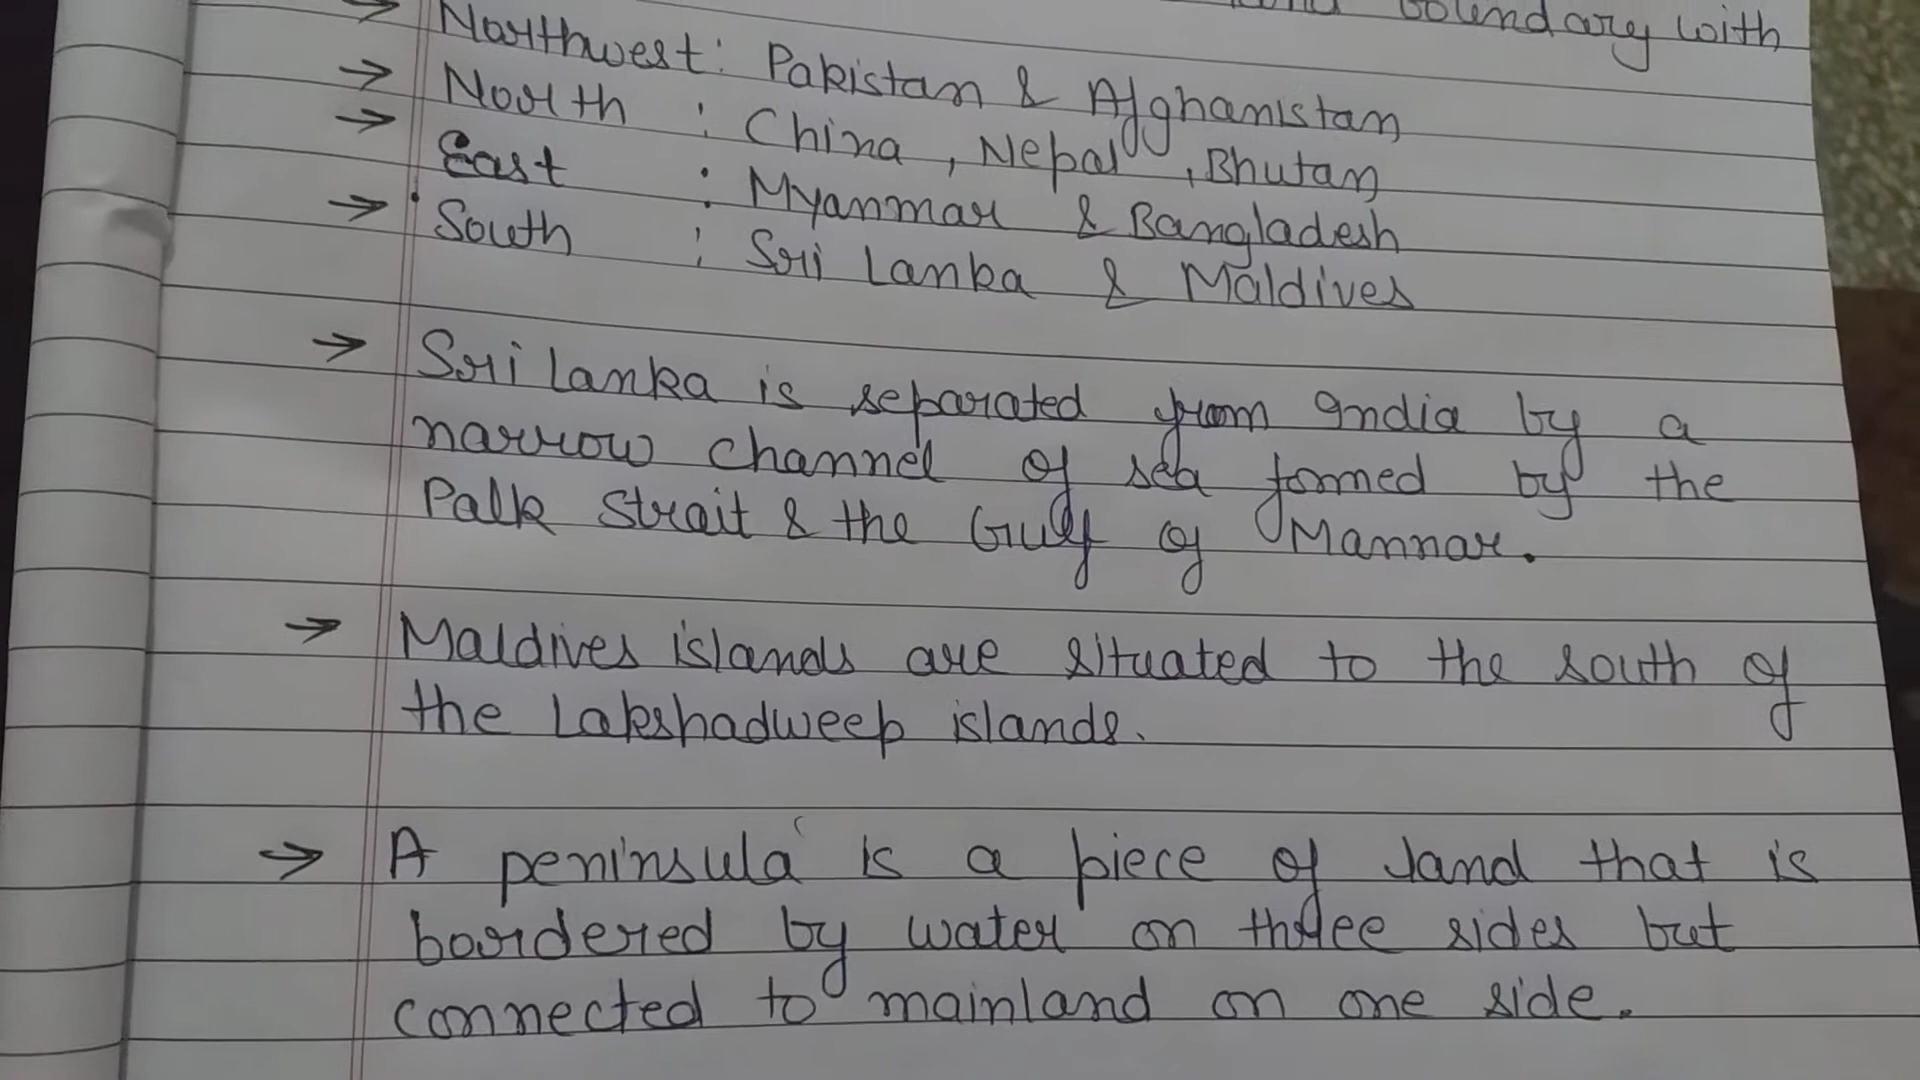 boundary with
→ Northwest: Pakistan & Afghanistan
→ North : China, Nepal, Bhutan
→ East : Myanmar & Bangladesh
→ South : Sri Lanka & Maldives
→ Sri Lanka is separated from India by a
narrow channel of sea formed by the
Palk Strait & the Gulf of Mannar.
→ Maldives islands are situated to the south of
the Lakshadweep islands.
→ A peninsula is a piece of land that is
bordered by water on three sides but
connected to mainland on one side.